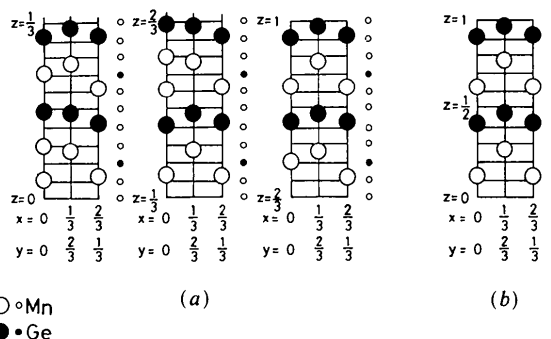 z=1/3 z=2/3 z=1 z=1
z=1/2
z=0 z=1/3 z=2/3 z=0
x= 0 1/3 2/3 x= 0 1/3 2/3 x= 0 1/3 2/3 x= 0 1/3 2/3
y= 0 2/3 1/3 y= 0 2/3 1/3 y= 0 2/3 1/3 y= 0 2/3 1/3
Mn
Ge
(a) (b)